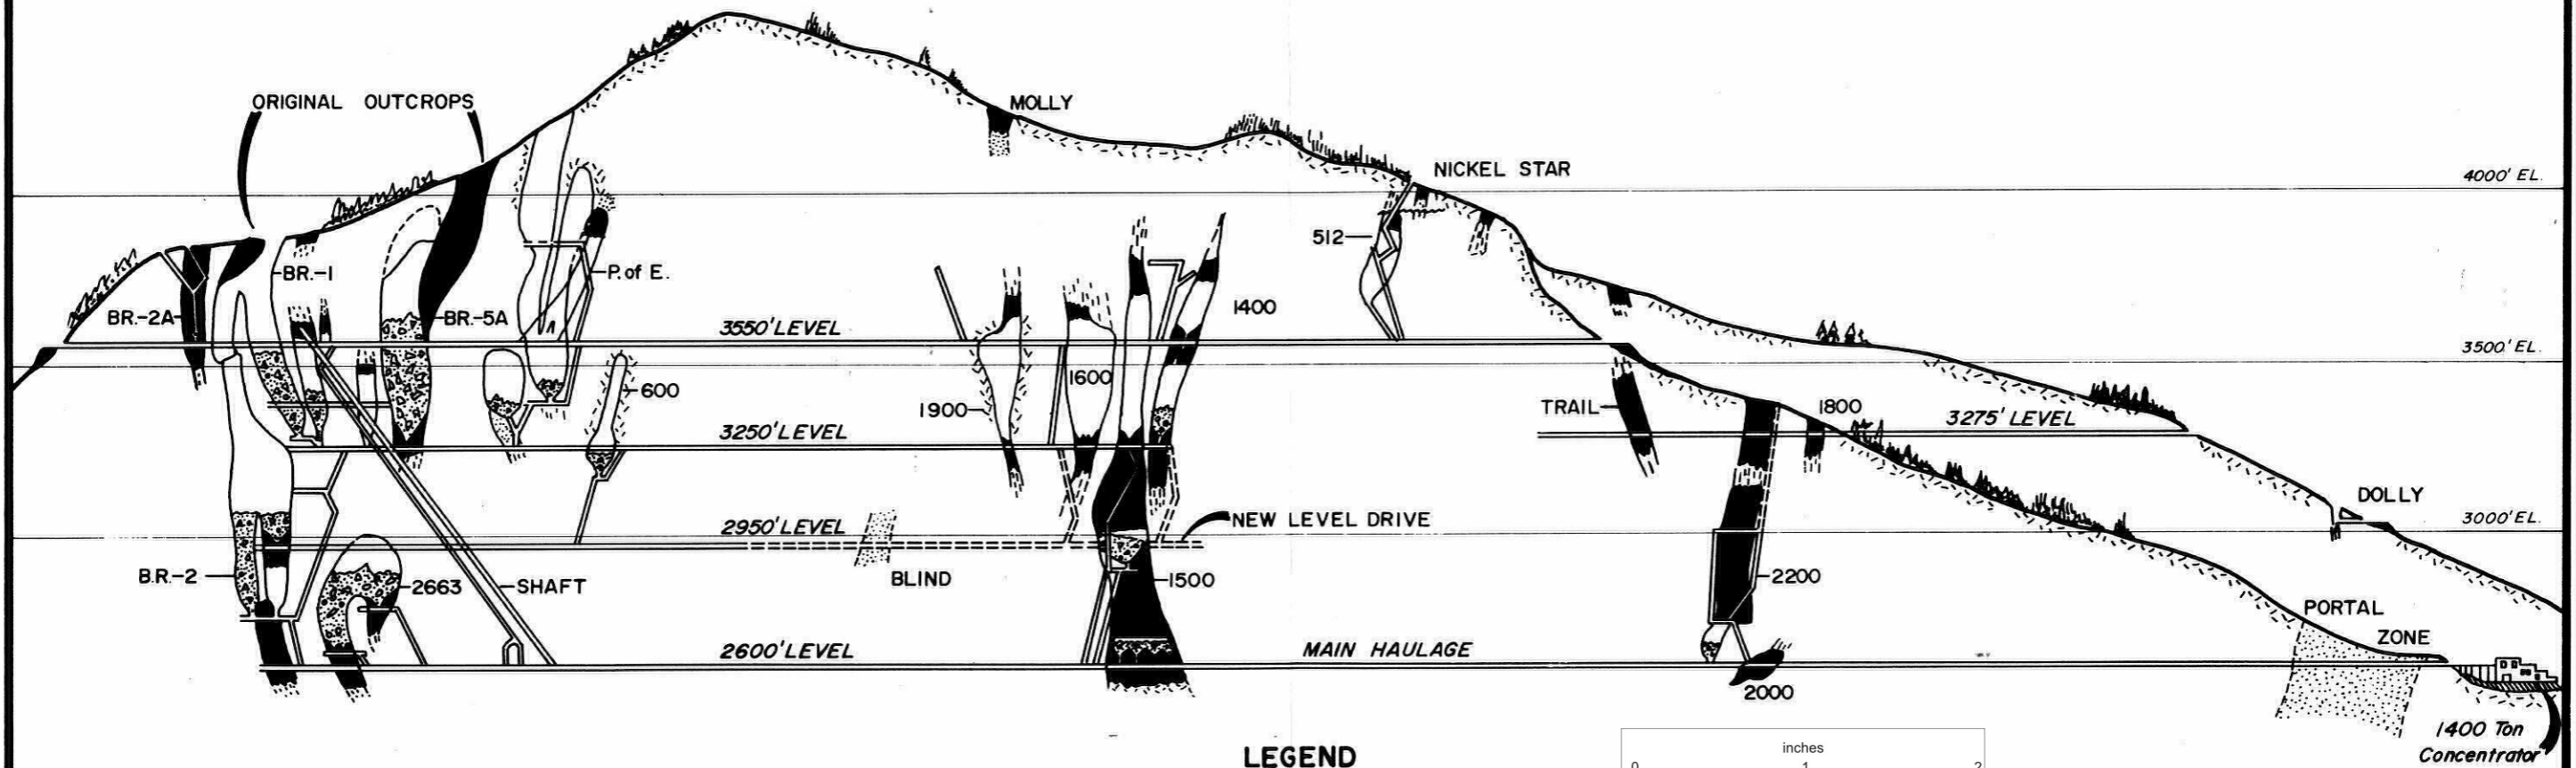 ORIGINAL OUTCROPS
MOLLY
NICKEL STAR
4000' EL.
512
BR.-1
P. of E.
BR.-2A
BR.-5A
1400
3550' LEVEL
3500' EL.
1600
600
1900
TRAIL
1800
3250' LEVEL
3275' LEVEL
DOLLY
2950' LEVEL
NEW LEVEL DRIVE
3000' EL.
B.R.-2
2663
SHAFT
BLIND
1500
2200
PORTAL
ZONE
2600' LEVEL
MAIN HAULAGE
2000
1400 Ton
Concentrator
LEGEND
inches
0 1 2